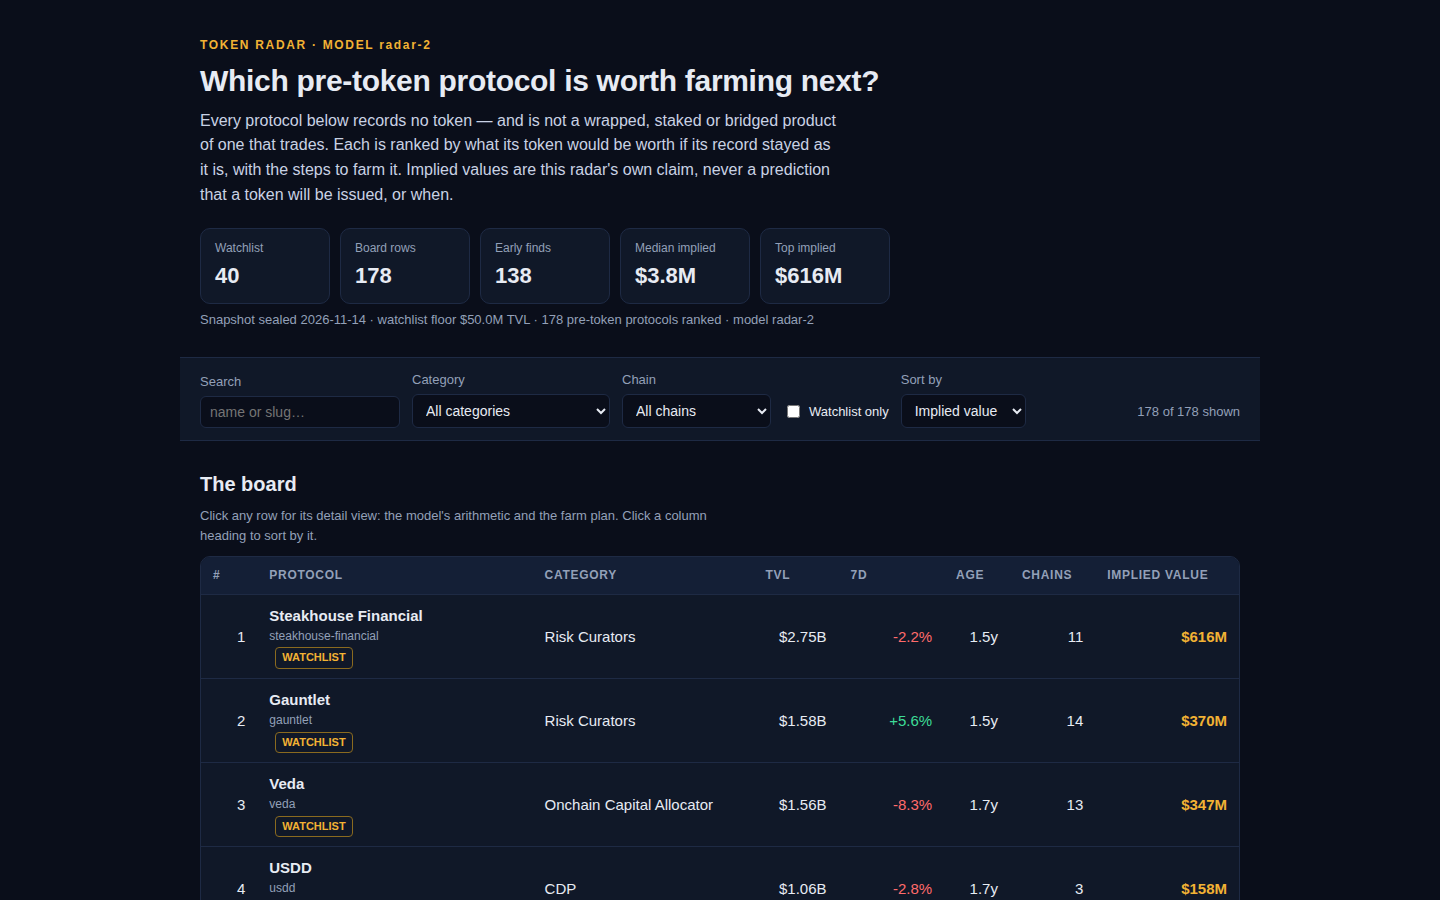 TOKEN RADAR · MODEL radar-2
Which pre-token protocol is worth farming next?
Every protocol below records no token — and is not a wrapped, staked or bridged product
of one that trades. Each is ranked by what its token would be worth if its record stayed as
it is, with the steps to farm it. Implied values are this radar's own claim, never a prediction
that a token will be issued, or when.
Watchlist
40
Board rows
178
Early finds
138
Median implied
$3.8M
Top implied
$616M
Snapshot sealed 2026-11-14 · watchlist floor $50.0M TVL · 178 pre-token protocols ranked · model radar-2
Search
name or slug…
Category
All categories
Chain
All chains
Watchlist only
Sort by
Implied value
178 of 178 shown
The board
Click any row for its detail view: the model's arithmetic and the farm plan. Click a column
heading to sort by it.
# PROTOCOL CATEGORY TVL 7D AGE CHAINS IMPLIED VALUE
1 Steakhouse Financial steakhouse-financial WATCHLIST Risk Curators $2.75B -2.2% 1.5y 11 $616M
2 Gauntlet gauntlet WATCHLIST Risk Curators $1.58B +5.6% 1.5y 14 $370M
3 Veda veda WATCHLIST Onchain Capital Allocator $1.56B -8.3% 1.7y 13 $347M
4 USDD usdd CDP $1.06B -2.8% 1.7y 3 $158M